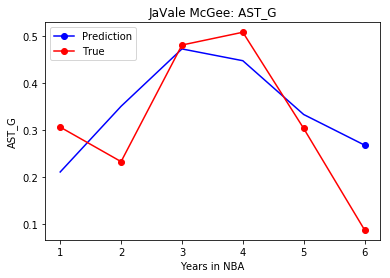 JaVale McGee: AST_G
Prediction
True
0.5
0.4
0.3
0.2
0.1
AST_G
1 2 3 4 5 6
Years in NBA